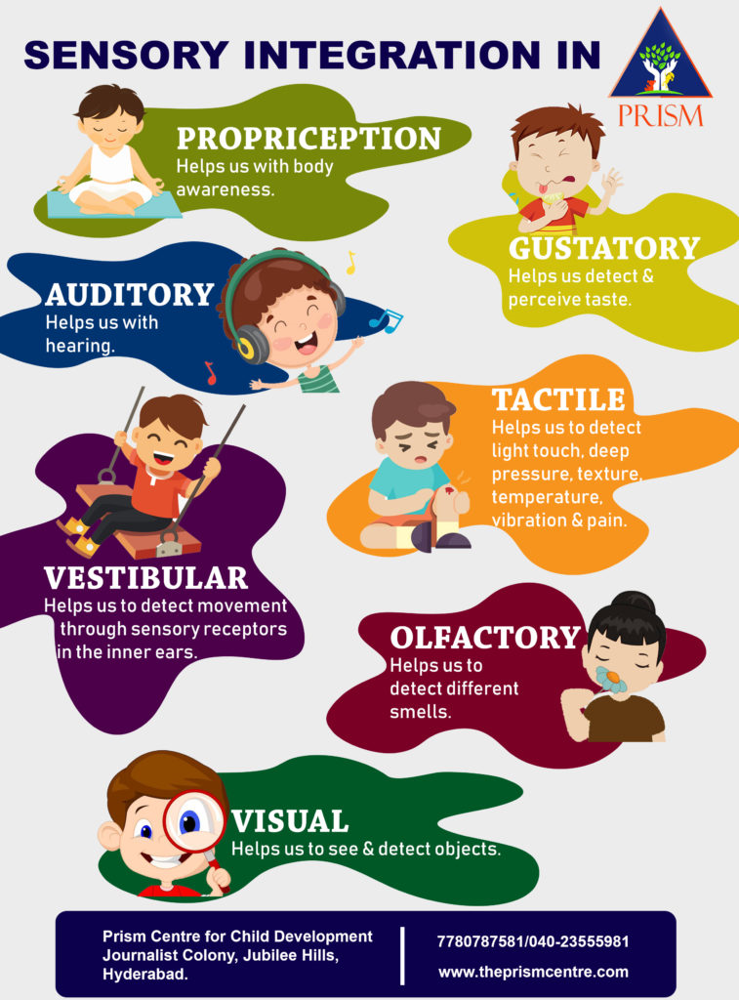 SENSORY INTEGRATION IN
PRISM
PROPRICEPTION
Helps us with body
awareness.
GUSTATORY
Helps us detect &
perceive taste.
AUDITORY
Helps us with
hearing.
TACTILE
Helps us to detect
light touch, deep
pressure, texture,
temperature,
vibration & pain.
VESTIBULAR
Helps us to detect movement
through sensory receptors
in the inner ears.
OLFACTORY
Helps us to
detect different
smells.
VISUAL
Helps us to see & detect objects.
Prism Centre for Child Development
Journalist Colony, Jubilee Hills,
Hyderabad.
7780787581/040-23555981
www.theprismcentre.com